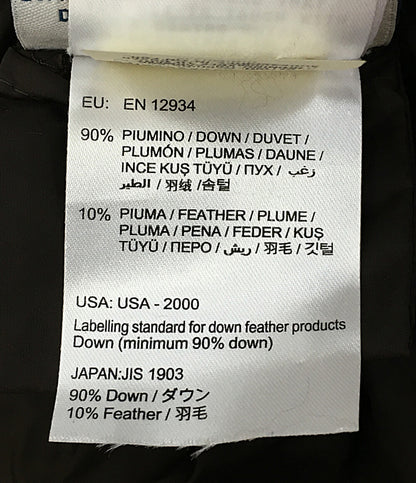 EU: EN 12934
90% PIUMINO / DOWN / DUVET /
PLUMÓN / PLUMAS / DAUNE /
INCE KUŞ TÜYÜ / ПУХ / زغب
الطير / 羽绒 /솜털
10% PIUMA / FEATHER / PLUME /
PLUMA / PENA / FEDER / KUŞ
TÜYÜ / ПЕРО / ريش / 羽毛 / 깃털
USA: USA - 2000
Labelling standard for down feather products
Down (minimum 90% down)
JAPAN:JIS 1903
90% Down / ダウン
10% Feather / 羽毛